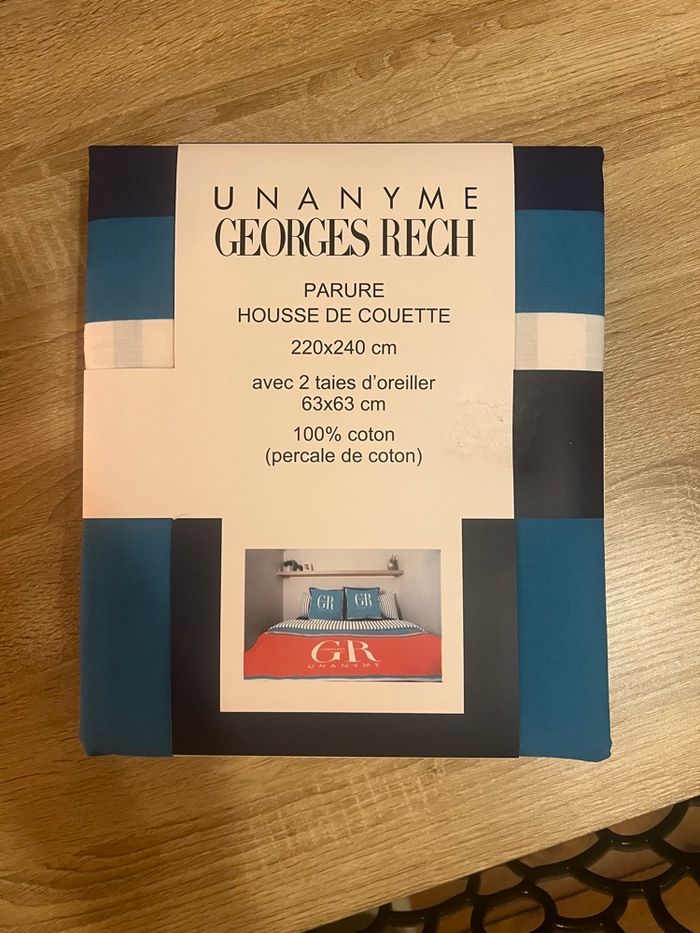 UNANYME
GEORGES RECH
PARURE
HOUSSE DE COUETTE
220x240 cm
avec 2 taies d'oreiller
63x63 cm
100% coton
(percale de coton)
GR GR
GR
UNANYME